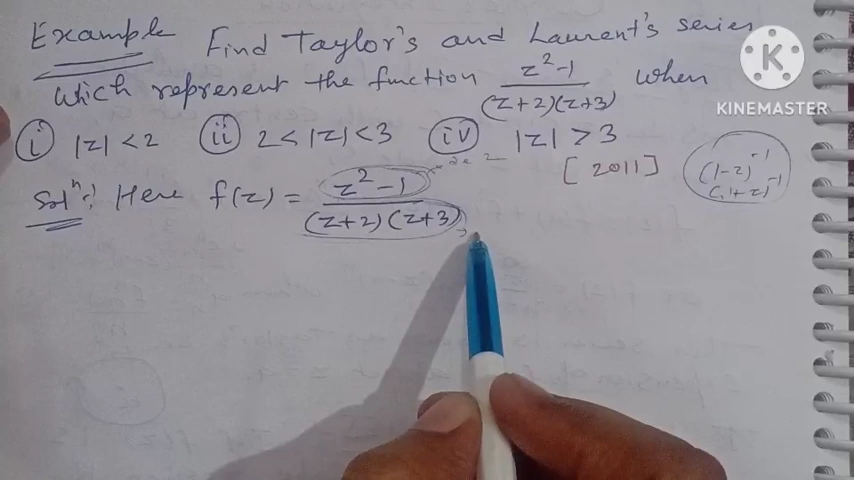 Example Find Taylor's and Laurent's series
which represent the function z²-1/(z+2)(z+3) when
(i) |z|<2 (ii) 2<|z|<3 (iv) |z|>3
[2011]
(1-z)⁻¹
(1+z)⁻¹
Solⁿ: Here f(z) = z²-1/(z+2)(z+3)
K
KINEMASTER